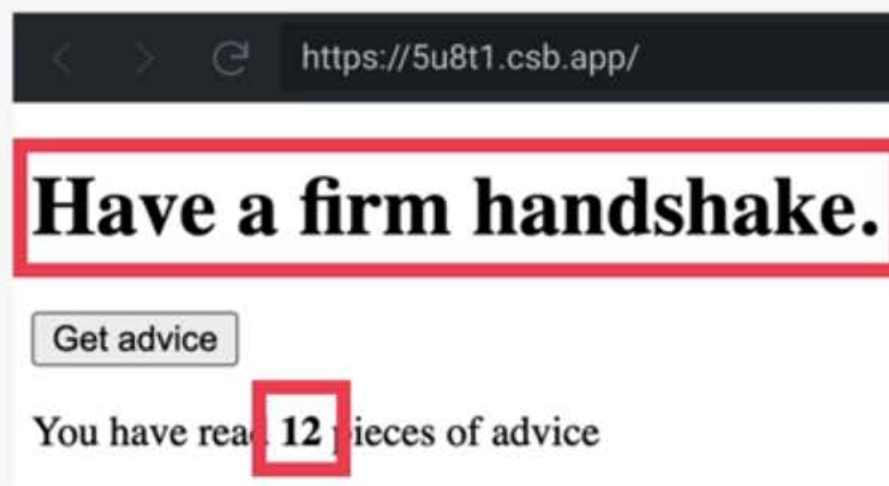 https://5u8t1.csb.app/
Have a firm handshake.
Get advice
You have read 12 pieces of advice